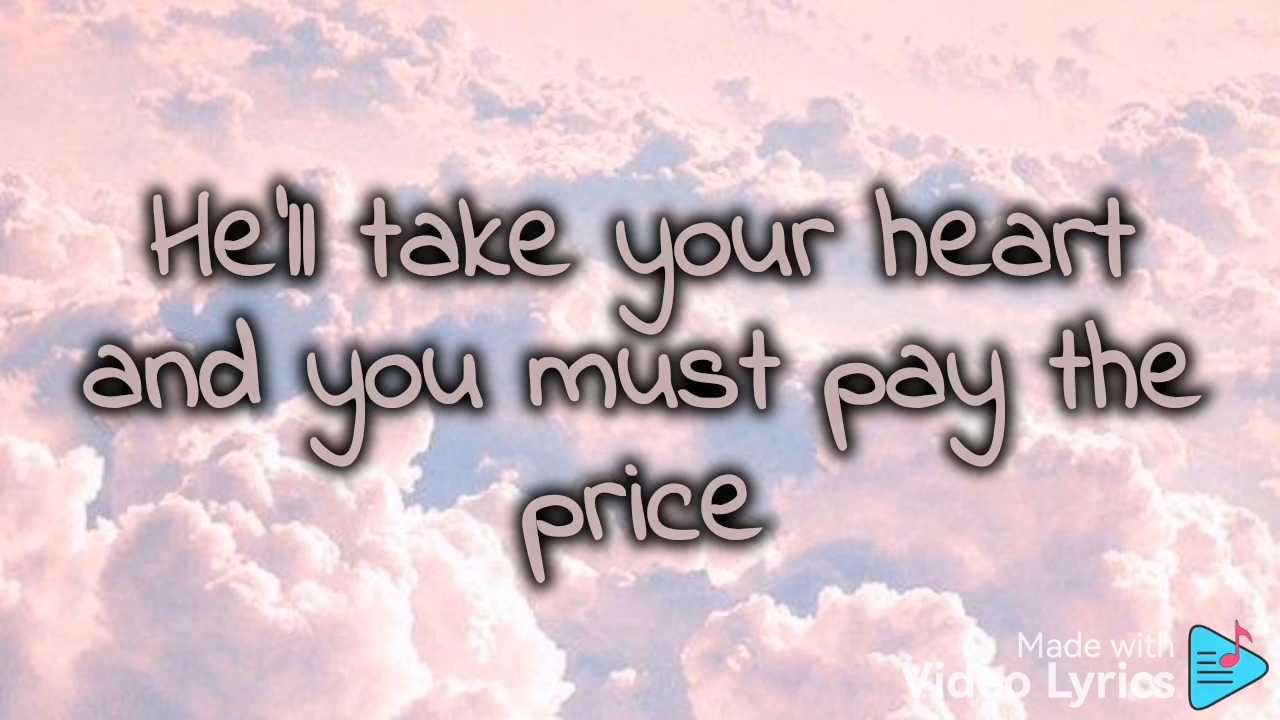 He'll take your heart
and you must pay the
price
Made with
Video Lyrics